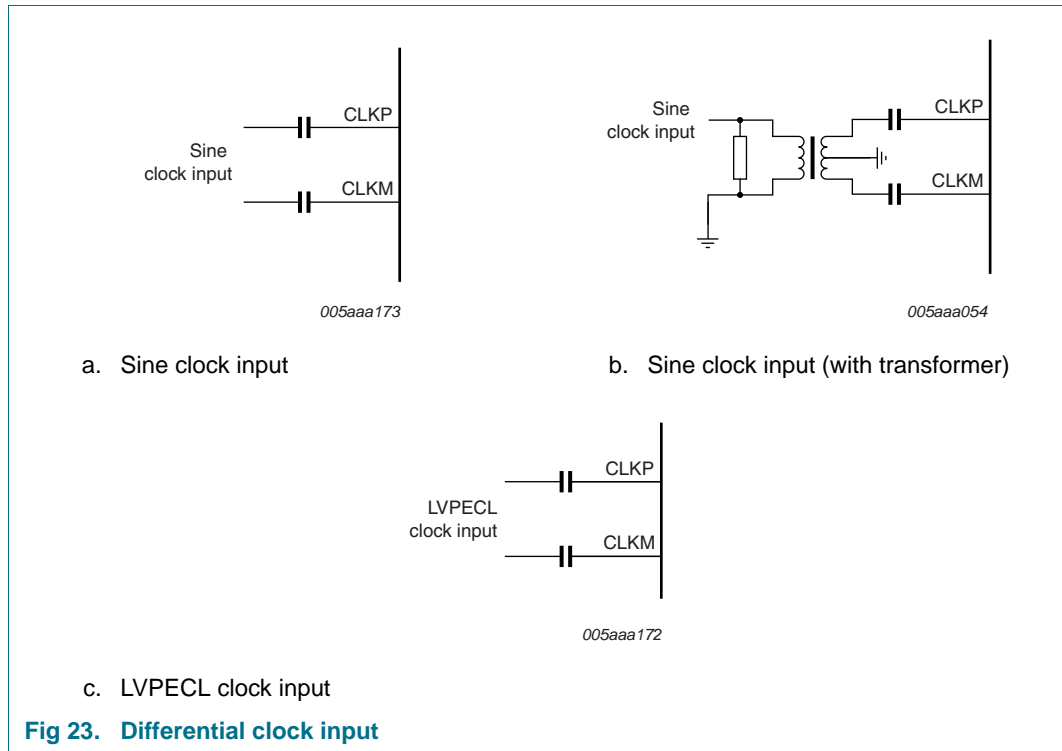 CLKP
Sine
clock input
CLKM
005aaa173
a. Sine clock input
Sine
clock input
CLKP
CLKM
005aaa054
b. Sine clock input (with transformer)
CLKP
LVPECL
clock input
CLKM
005aaa172
c. LVPECL clock input
Fig 23. Differential clock input